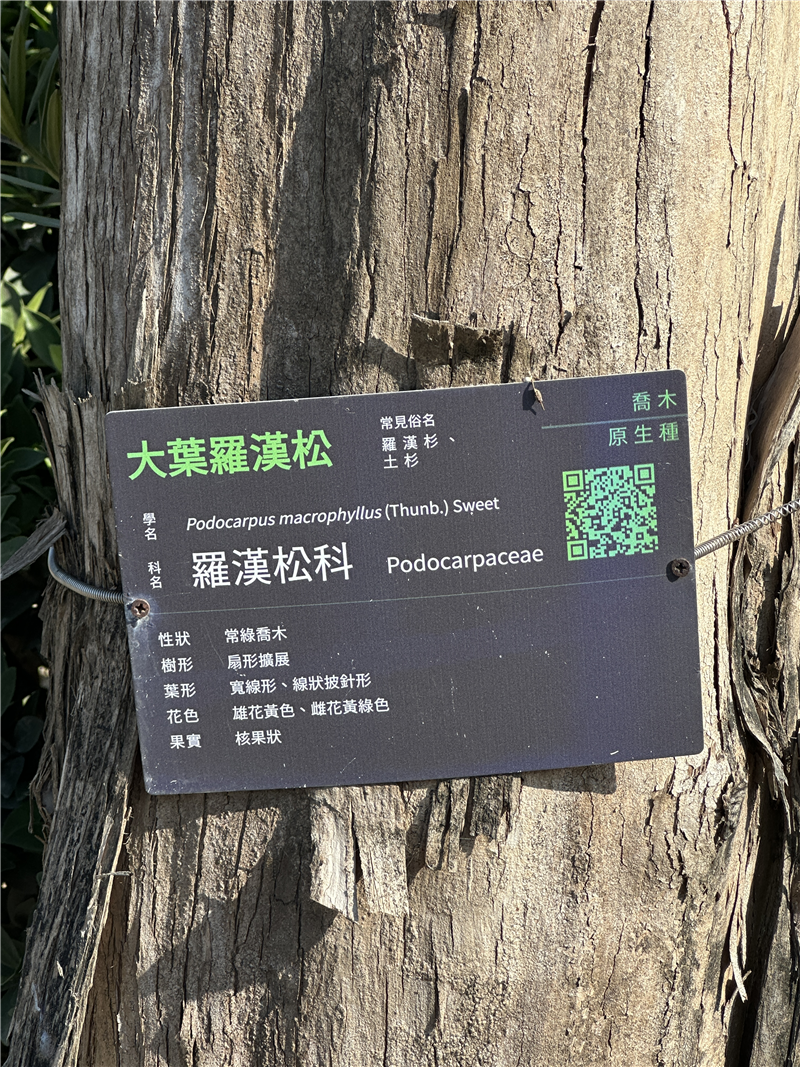 大葉羅漢松
常見俗名
羅漢杉、
土杉
喬木
原生種
學名 Podocarpus macrophyllus (Thunb.) Sweet
科名 羅漢松科 Podocarpaceae
性狀 常綠喬木
樹形 扇形擴展
葉形 寬線形、線狀披針形
花色 雄花黃色、雌花黃綠色
果實 核果狀